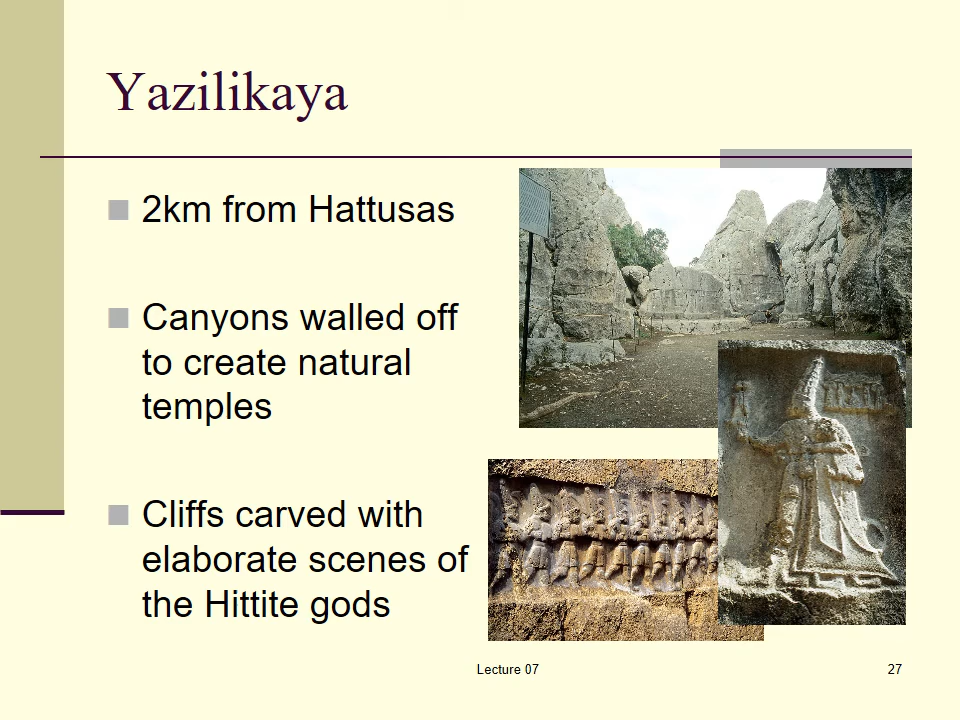 Yazilikaya
2km from Hattusas
Canyons walled off
to create natural
temples
Cliffs carved with
elaborate scenes of
the Hittite gods
Lecture 07
27